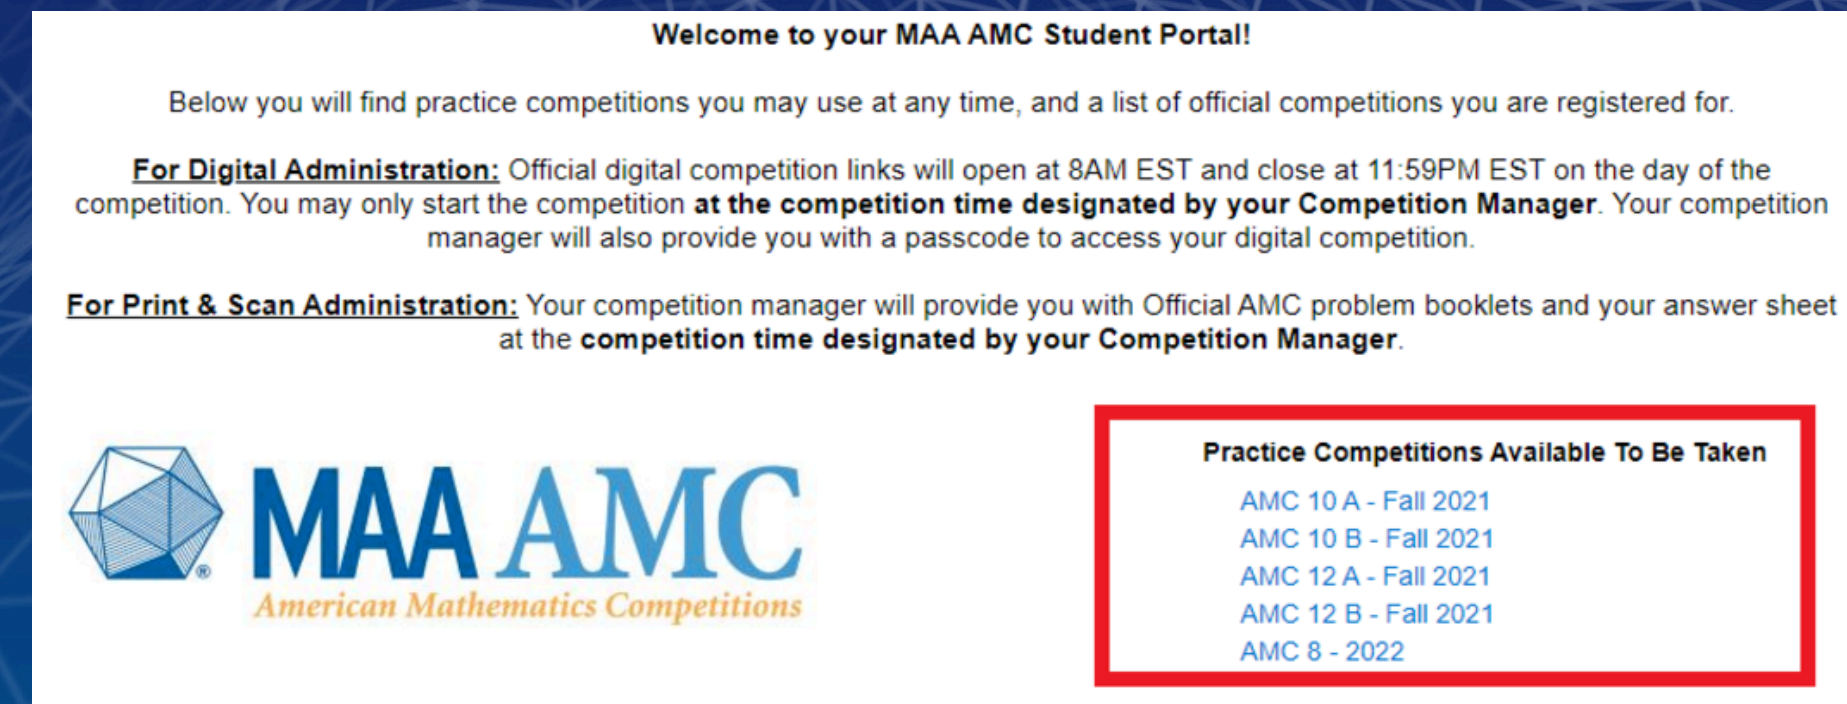 Welcome to your MAA AMC Student Portal!
Below you will find practice competitions you may use at any time, and a list of official competitions you are registered for.
For Digital Administration: Official digital competition links will open at 8AM EST and close at 11:59PM EST on the day of the
competition. You may only start the competition at the competition time designated by your Competition Manager. Your competition
manager will also provide you with a passcode to access your digital competition.
For Print & Scan Administration: Your competition manager will provide you with Official AMC problem booklets and your answer sheet
at the competition time designated by your Competition Manager.
® MAA AMC
American Mathematics Competitions
Practice Competitions Available To Be Taken
AMC 10 A - Fall 2021
AMC 10 B - Fall 2021
AMC 12 A - Fall 2021
AMC 12 B - Fall 2021
AMC 8 - 2022